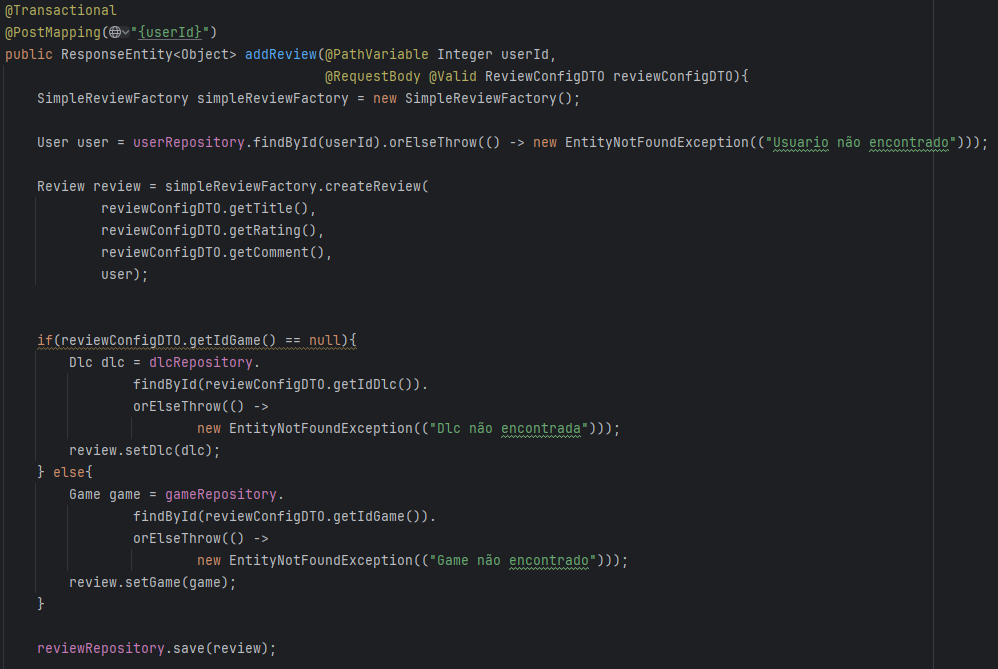 @Transactional
@PostMapping("{userId}")
public ResponseEntity<Object> addReview(@PathVariable Integer userId,
@RequestBody @Valid ReviewConfigDTO reviewConfigDTO){
SimpleReviewFactory simpleReviewFactory = new SimpleReviewFactory();
User user = userRepository.findById(userId).orElseThrow(() -> new EntityNotFoundException(("Usuario não encontrado")));
Review review = simpleReviewFactory.createReview(
reviewConfigDTO.getTitle(),
reviewConfigDTO.getRating(),
reviewConfigDTO.getComment(),
user);
if(reviewConfigDTO.getIdGame() == null){
Dlc dlc = dlcRepository.
findById(reviewConfigDTO.getIdDlc()).
orElseThrow(() ->
new EntityNotFoundException(("Dlc não encontrada")));
review.setDlc(dlc);
} else{
Game game = gameRepository.
findById(reviewConfigDTO.getIdGame()).
orElseThrow(() ->
new EntityNotFoundException(("Game não encontrado")));
review.setGame(game);
}
reviewRepository.save(review);